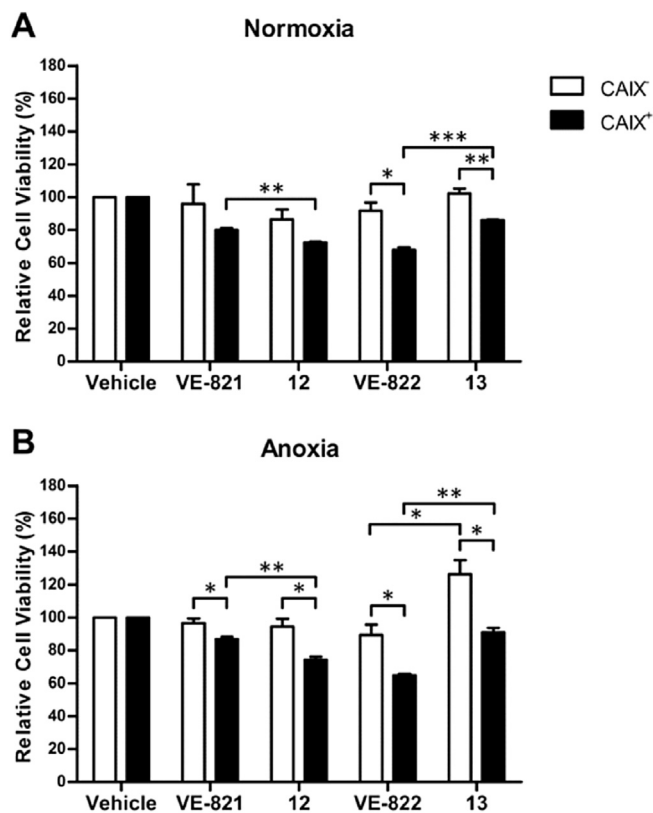 A
Normoxia
Relative Cell Viability (%)
180
160
140
120
100
80
60
40
20
0
** * *** **
Vehicle VE-821 12 VE-822 13
CAIX-
CAIX+
B
Anoxia
Relative Cell Viability (%)
180
160
140
120
100
80
60
40
20
0
* ** * * * ** *
Vehicle VE-821 12 VE-822 13